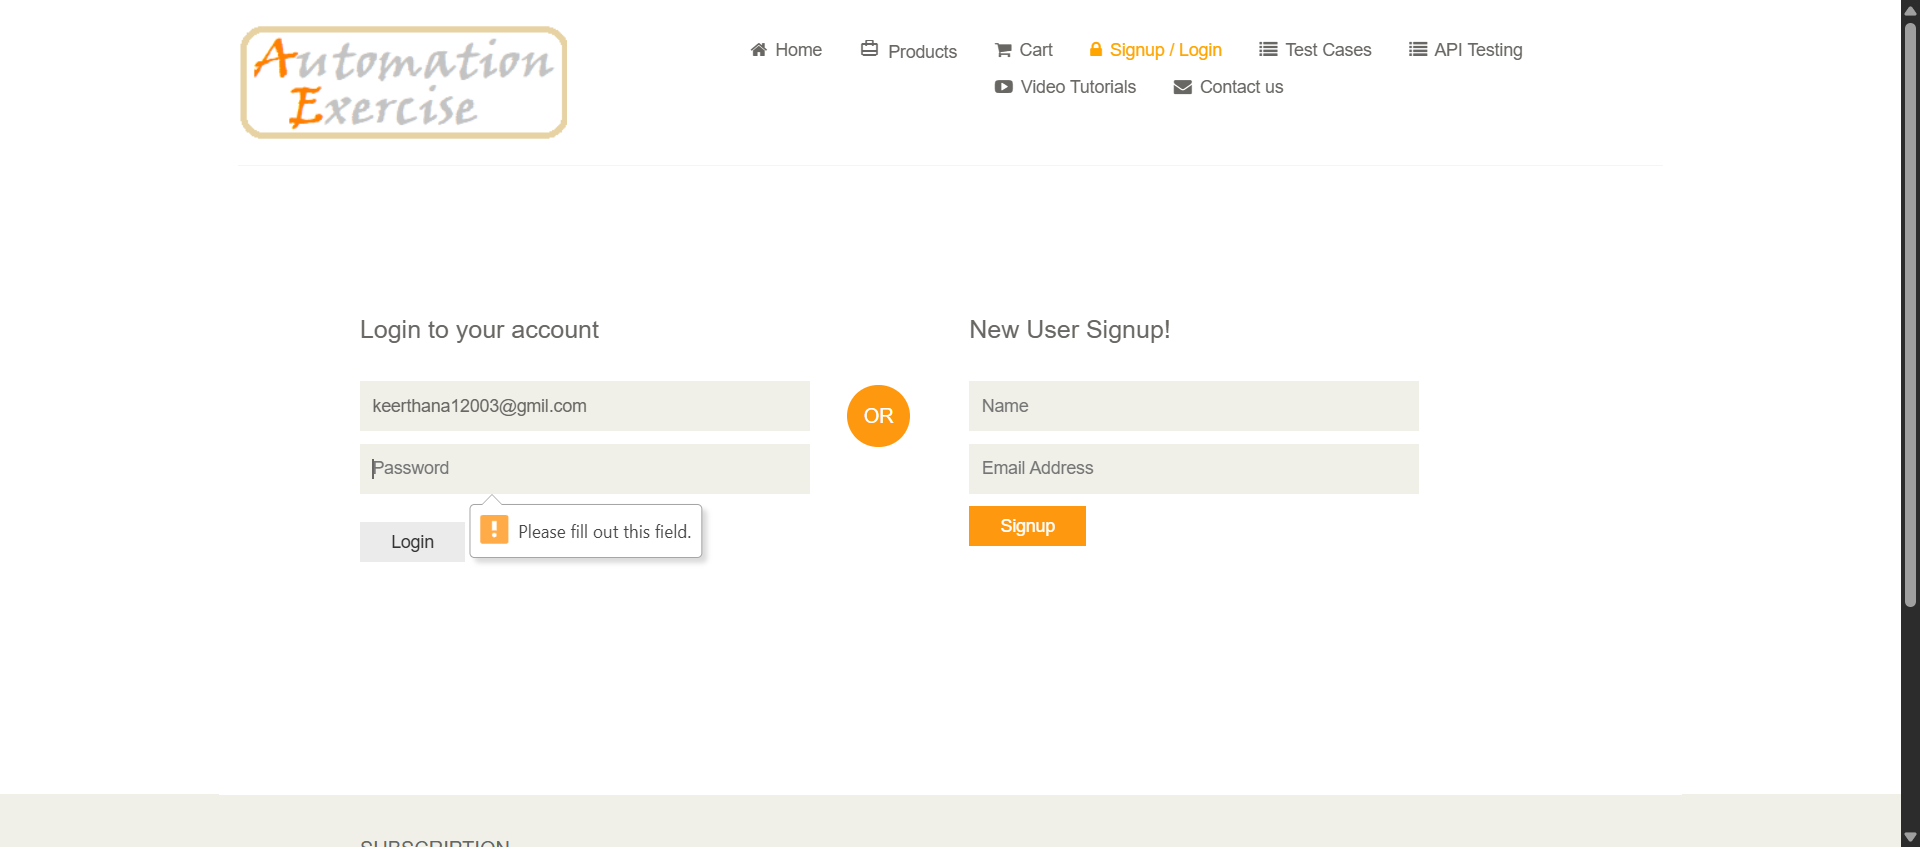 Automation
Exercise
Home
Products
Cart
Signup / Login
Test Cases
API Testing
Video Tutorials
Contact us
Login to your account
keerthana12003@gmil.com
Password
Please fill out this field.
Login
OR
New User Signup!
Name
Email Address
Signup
SUBSCRIPTION